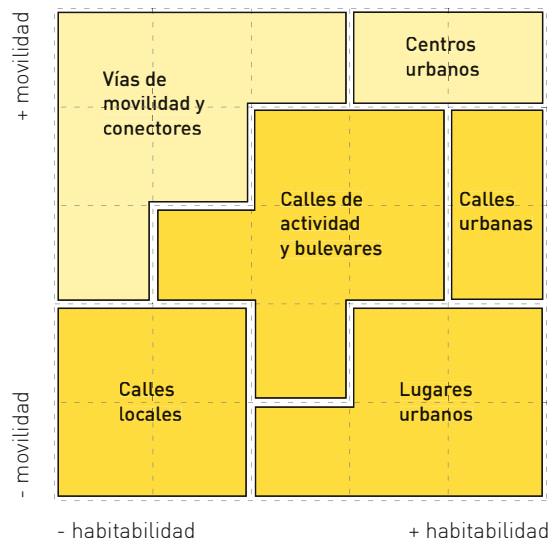 + movilidad
Vías de
movilidad y
conectores
Centros
urbanos
Calles de
actividad
y bulevares
Calles
urbanas
Calles
locales
Lugares
urbanos
- movilidad
- habitabilidad
+ habitabilidad